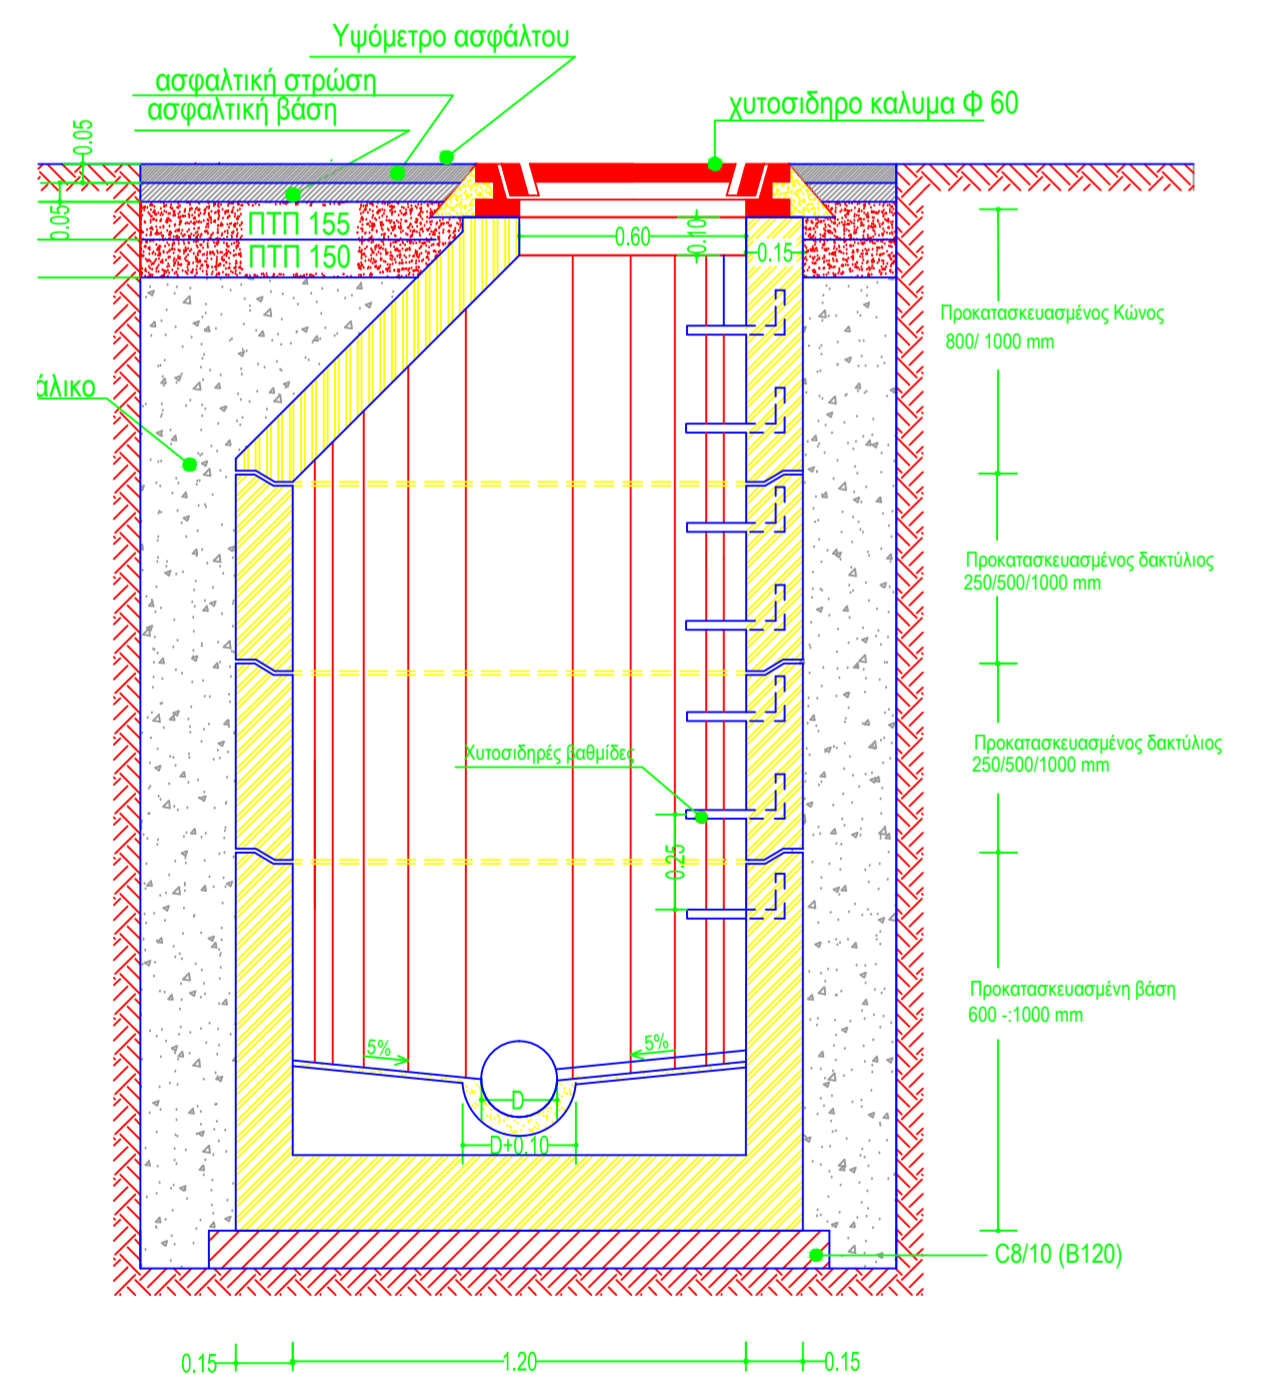 Υψόμετρο ασφάλτου
ασφαλτική στρώση
ασφαλτική βάση
χυτοσιδηρο καλυμα Φ 60
0.05
0.05
ΠΤΠ 155
ΠΤΠ 150
0.60
0.10
0.15
Προκατασκευασμένος Κώνος
800/ 1000 mm
άλικο
Προκατασκευασμένος δακτύλιος
250/500/1000 mm
Προκατασκευασμένος δακτύλιος
250/500/1000 mm
Χυτοσιδηρές βαθμίδες
0.25
Προκατασκευασμένη βάση
600 -:1000 mm
5%
5%
D
D+0.10
C8/10 (B120)
0.15
1.20
0.15